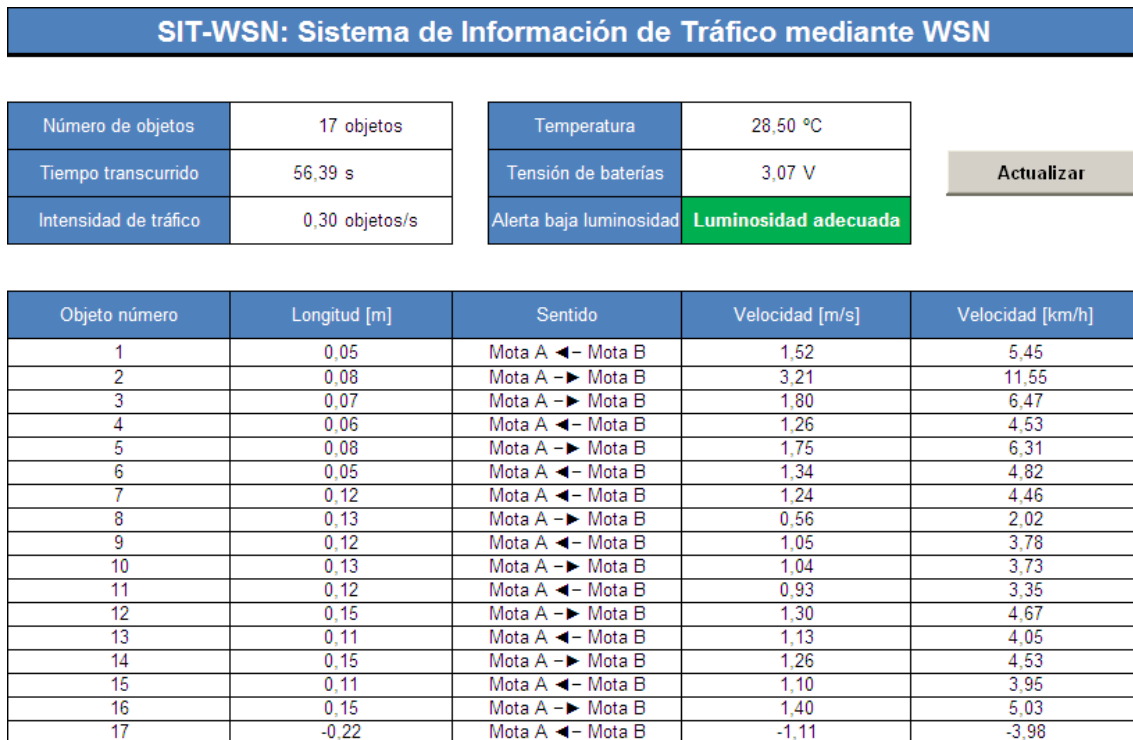 SIT-WSN: Sistema de Información de Tráfico mediante WSN
Número de objetos 17 objetos Temperatura 28,50 ºC
Tiempo transcurrido 56,39 s Tensión de baterías 3,07 V Actualizar
Intensidad de tráfico 0,30 objetos/s Alerta baja luminosidad Luminosidad adecuada
Objeto número Longitud [m] Sentido Velocidad [m/s] Velocidad [km/h]
1 0,05 Mota A ◄– Mota B 1,52 5,45
2 0,08 Mota A –► Mota B 3,21 11,55
3 0,07 Mota A –► Mota B 1,80 6,47
4 0,06 Mota A ◄– Mota B 1,26 4,53
5 0,08 Mota A –► Mota B 1,75 6,31
6 0,05 Mota A ◄– Mota B 1,34 4,82
7 0,12 Mota A ◄– Mota B 1,24 4,46
8 0,13 Mota A –► Mota B 0,56 2,02
9 0,12 Mota A ◄– Mota B 1,05 3,78
10 0,13 Mota A –► Mota B 1,04 3,73
11 0,12 Mota A ◄– Mota B 0,93 3,35
12 0,15 Mota A –► Mota B 1,30 4,67
13 0,11 Mota A ◄– Mota B 1,13 4,05
14 0,15 Mota A –► Mota B 1,26 4,53
15 0,11 Mota A ◄– Mota B 1,10 3,95
16 0,15 Mota A –► Mota B 1,40 5,03
17 -0,22 Mota A ◄– Mota B -1,11 -3,98